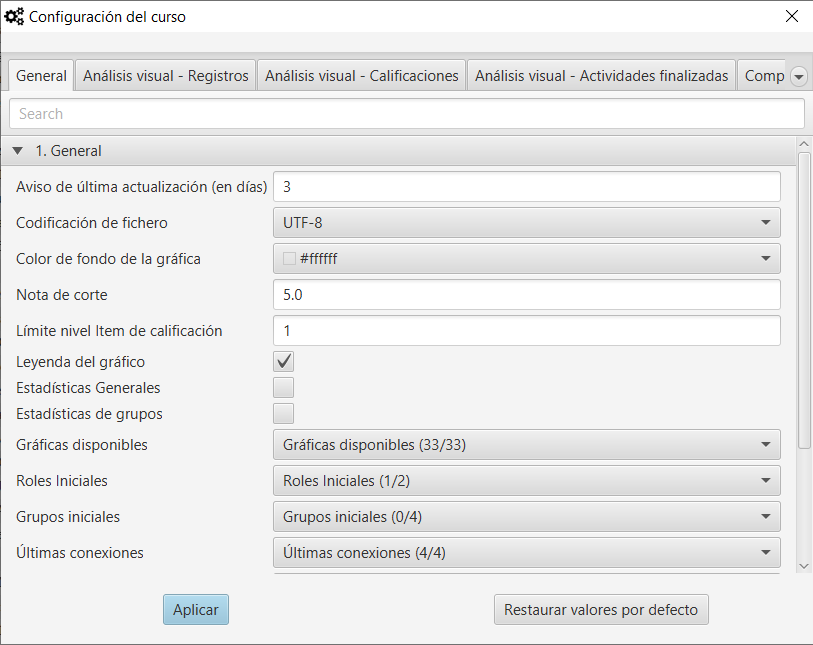 Configuración del curso
General Análisis visual - Registros Análisis visual - Calificaciones Análisis visual - Actividades finalizadas Comp
Search
1. General
Aviso de última actualización (en días) 3
Codificación de fichero UTF-8
Color de fondo de la gráfica #ffffff
Nota de corte 5.0
Límite nivel Item de calificación 1
Leyenda del gráfico
Estadísticas Generales
Estadísticas de grupos
Gráficas disponibles Gráficas disponibles (33/33)
Roles Iniciales Roles Iniciales (1/2)
Grupos iniciales Grupos iniciales (0/4)
Últimas conexiones Últimas conexiones (4/4)
Aplicar Restaurar valores por defecto